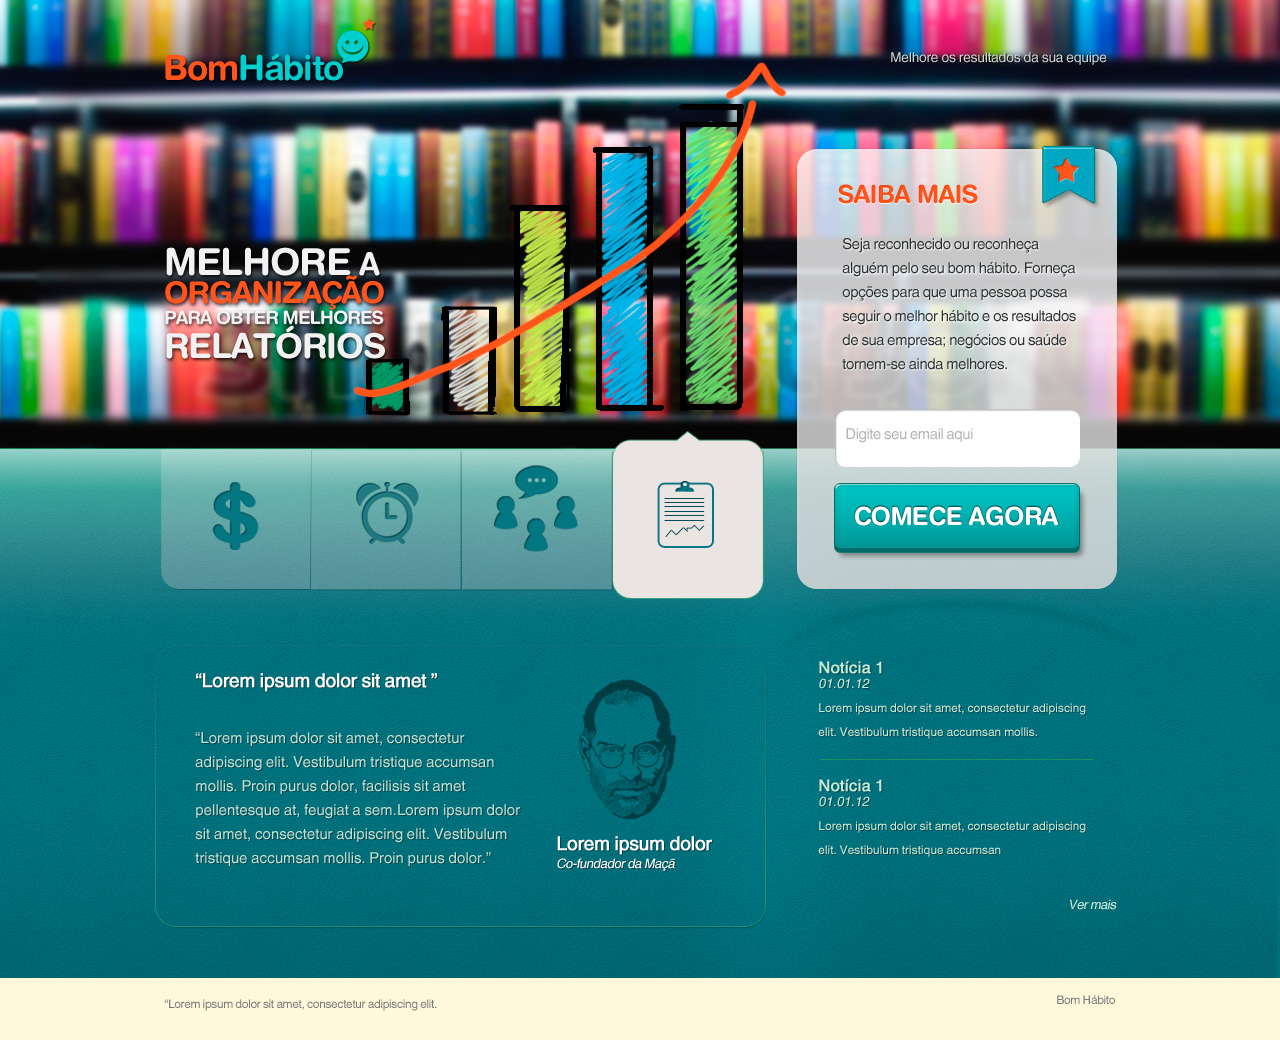 BomHábito
Melhore os resultados da sua equipe
MELHORE A
ORGANIZAÇÃO
PARA OBTER MELHORES
RELATÓRIOS
SAIBA MAIS
Seja reconhecido ou reconheça
alguém pelo seu bom hábito. Forneça
opções para que uma pessoa possa
seguir o melhor hábito e os resultados
de sua empresa; negócios ou saúde
tornem-se ainda melhores.
Digite seu email aqui
COMECE AGORA
$
“Lorem ipsum dolor sit amet ”
“Lorem ipsum dolor sit amet, consectetur
adipiscing elit. Vestibulum tristique accumsan
mollis. Proin purus dolor, facilisis sit amet
pellentesque at, feugiat a sem.Lorem ipsum dolor
sit amet, consectetur adipiscing elit. Vestibulum
tristique accumsan mollis. Proin purus dolor.”
Lorem ipsum dolor
Co-fundador da Maçã
Notícia 1
01.01.12
Lorem ipsum dolor sit amet, consectetur adipiscing
elit. Vestibulum tristique accumsan mollis.
Notícia 1
01.01.12
Lorem ipsum dolor sit amet, consectetur adipiscing
elit. Vestibulum tristique accumsan
Ver mais
“Lorem ipsum dolor sit amet, consectetur adipiscing elit.
Bom Hábito